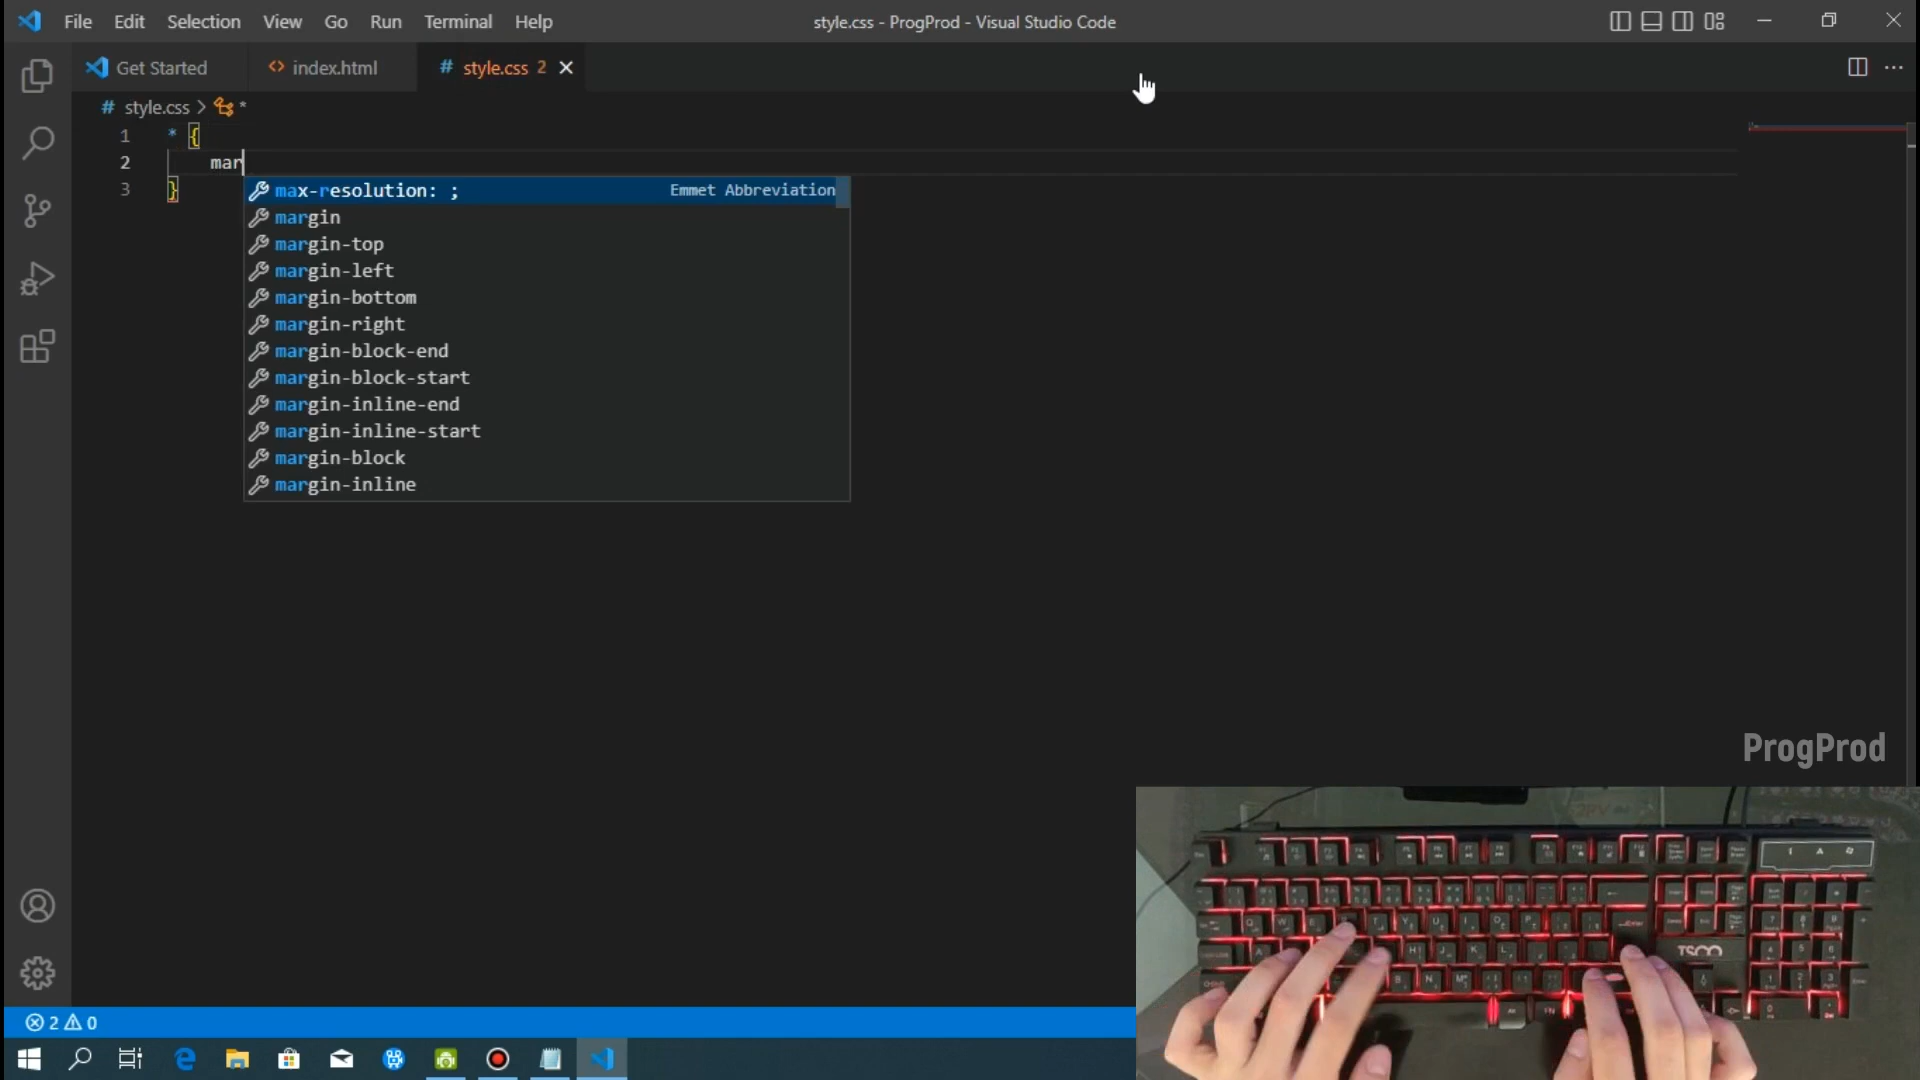 File Edit Selection View Go Run Terminal Help
style.css - ProgProd - Visual Studio Code
Get Started
index.html
# style.css 2
# style.css > *
1 * {
2 mar
3 }
max-resolution: ; Emmet Abbreviation
margin
margin-top
margin-left
margin-bottom
margin-right
margin-block-end
margin-block-start
margin-inline-end
margin-inline-start
margin-block
margin-inline
ProgProd
TSCO
2 0